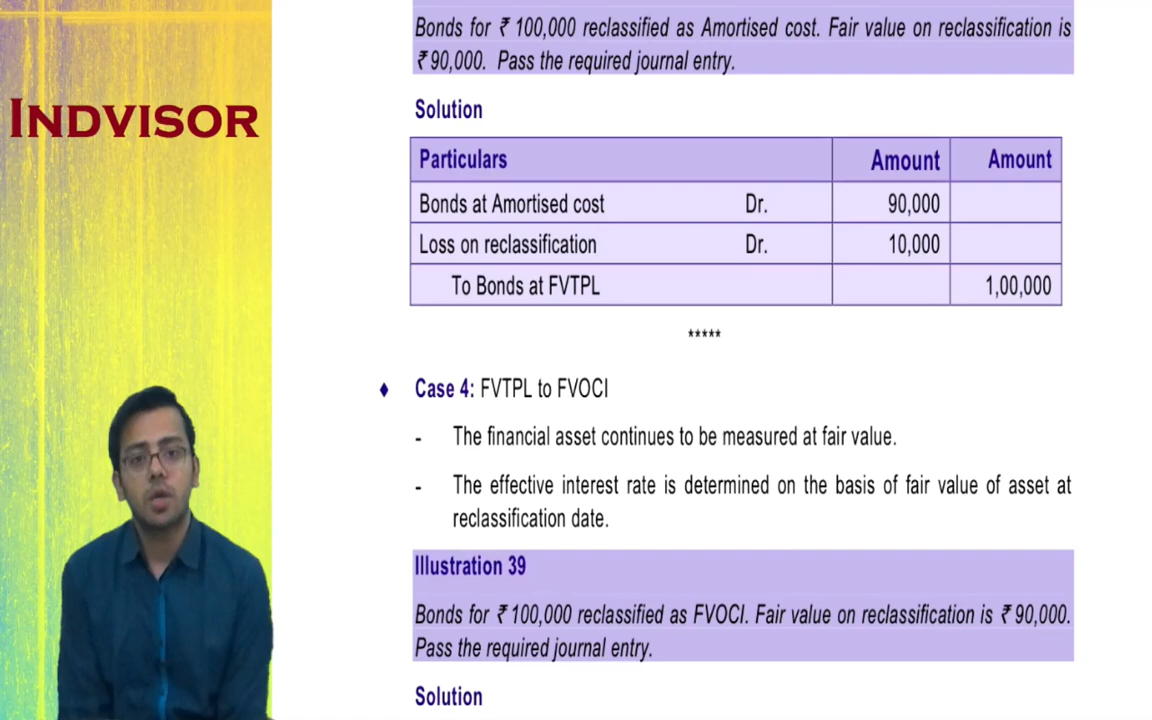 INDVISOR
Bonds for ₹ 100,000 reclassified as Amortised cost. Fair value on reclassification is
₹ 90,000. Pass the required journal entry.
Solution
Particulars Amount Amount
Bonds at Amortised cost Dr. 90,000
Loss on reclassification Dr. 10,000
To Bonds at FVTPL 1,00,000
*****
♦ Case 4: FVTPL to FVOCI
- The financial asset continues to be measured at fair value.
- The effective interest rate is determined on the basis of fair value of asset at
reclassification date.
Illustration 39
Bonds for ₹ 100,000 reclassified as FVOCI. Fair value on reclassification is ₹ 90,000.
Pass the required journal entry.
Solution